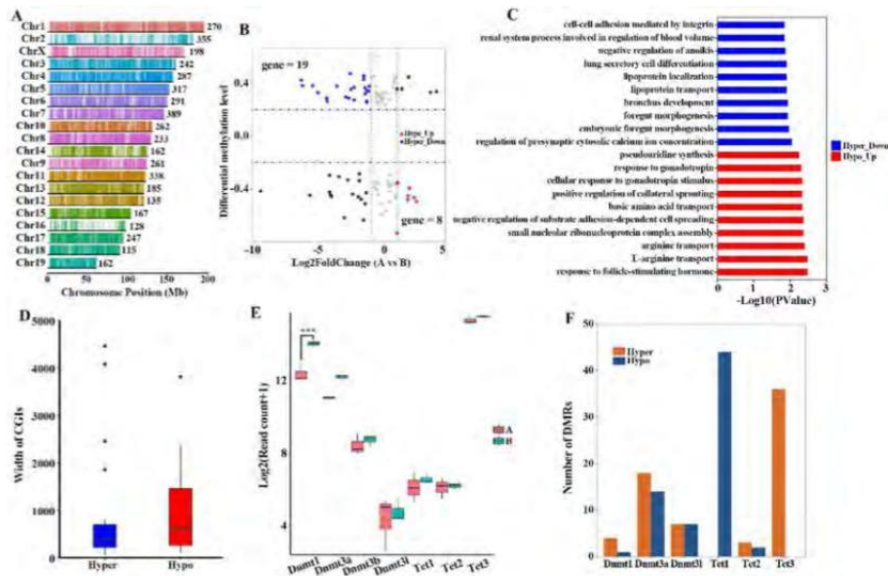 A
Chr1 270
Chr2 355
ChrX 198
Chr3 242
Chr4 287
Chr5 317
Chr6 291
Chr7 389
Chr10 262
Chr8 233
Chr14 162
Chr9 261
Chr11 338
Chr13 185
Chr12 135
Chr15 167
Chr16 128
Chr17 247
Chr18 115
Chr19 162
0 50 100 150 200
Chromosome Position (Mb)
B
gene = 19
Differential methylation level
0.4
0.0
-0.4
Hypo_Up
Hyper_Down
gene = 8
-10 -5 0 5
Log2FoldChange (A vs B)
C
cell-cell adhesion mediated by integrin
renal system process involved in regulation of blood volume
negative regulation of anoikis
lung secretory cell differentiation
lipoprotein localization
lipoprotein transport
bronchus development
foregut morphogenesis
embryonic foregut morphogenesis
regulation of presynaptic cytosolic calcium ion concentration
pseudouridine synthesis
response to gonadotropin
cellular response to gonadotropin stimulus
positive regulation of collateral sprouting
basic amino acid transport
negative regulation of substrate adhesion-dependent cell spreading
small nucleolar ribonucleoprotein complex assembly
arginine transport
L-arginine transport
response to follicle-stimulating hormone
Hyper_Down
Hypo_Up
0 1 2 3
-Log10(PValue)
D
Width of CGIs
5000
4000
3000
2000
1000
0
Hyper Hypo
E
Log2(Read count+1)
12
8
4
***
A
B
Dnmt1 Dnmt3a Dnmt3b Dnmt3l Tet1 Tet2 Tet3
F
Number of DMRs
50
40
30
20
10
0
Hyper
Hypo
Dnmt1 Dnmt3a Dnmt3l Tet1 Tet2 Tet3